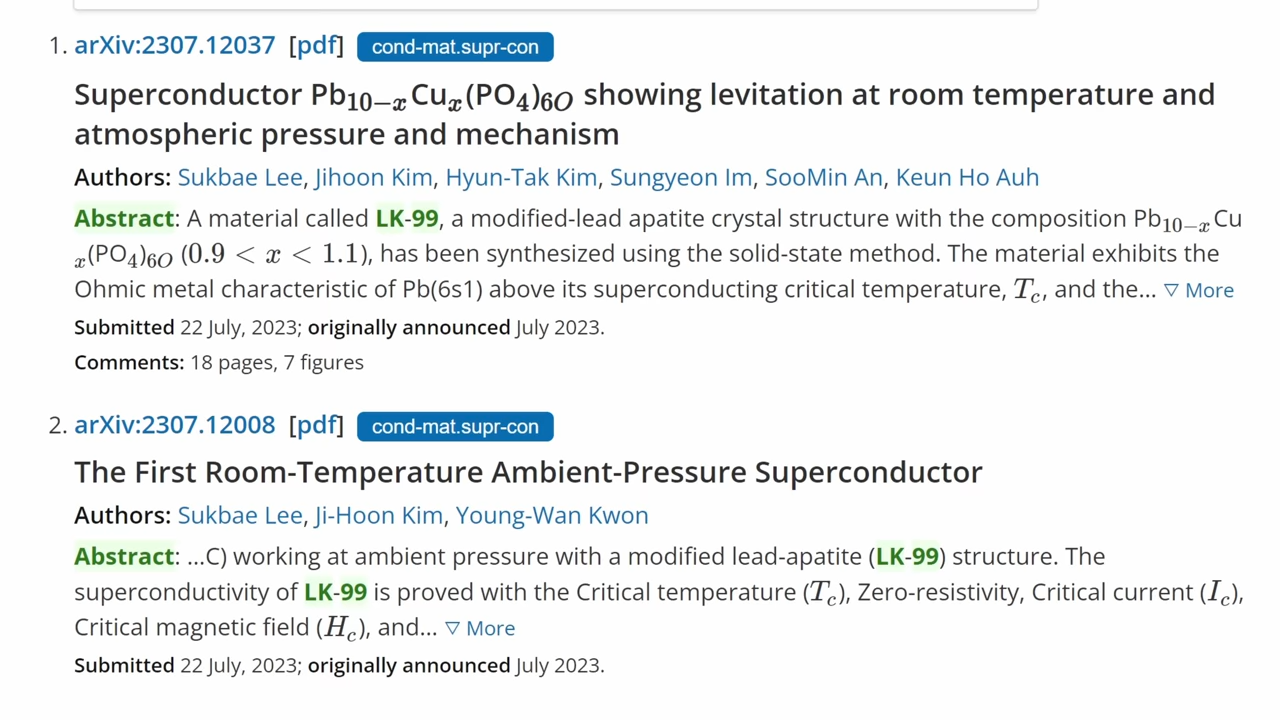 1. arXiv:2307.12037 [pdf] cond-mat.supr-con
Superconductor Pb₁₀₋ₓCuₓ(PO₄)₆O showing levitation at room temperature and
atmospheric pressure and mechanism
Authors: Sukbae Lee, Jihoon Kim, Hyun-Tak Kim, Sungyeon Im, SooMin An, Keun Ho Auh
Abstract: A material called LK-99, a modified-lead apatite crystal structure with the composition Pb₁₀₋ₓCu
ₓ(PO₄)₆O (0.9 < x < 1.1), has been synthesized using the solid-state method. The material exhibits the
Ohmic metal characteristic of Pb(6s1) above its superconducting critical temperature, T_c, and the... ▽ More
Submitted 22 July, 2023; originally announced July 2023.
Comments: 18 pages, 7 figures
2. arXiv:2307.12008 [pdf] cond-mat.supr-con
The First Room-Temperature Ambient-Pressure Superconductor
Authors: Sukbae Lee, Ji-Hoon Kim, Young-Wan Kwon
Abstract: ...C) working at ambient pressure with a modified lead-apatite (LK-99) structure. The
superconductivity of LK-99 is proved with the Critical temperature (T_c), Zero-resistivity, Critical current (I_c),
Critical magnetic field (H_c), and... ▽ More
Submitted 22 July, 2023; originally announced July 2023.